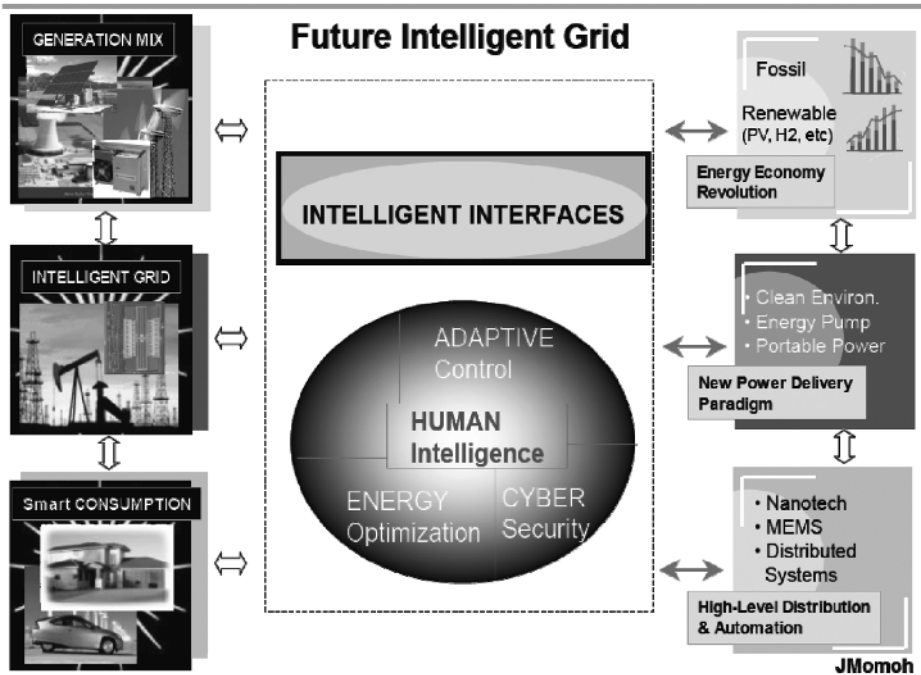 Future Intelligent Grid
GENERATION MIX
INTELLIGENT GRID
Smart CONSUMPTION
INTELLIGENT INTERFACES
ADAPTIVE
Control
HUMAN
Intelligence
ENERGY
Optimization
CYBER
Security
Fossil
Renewable
(PV, H2, etc)
Energy Economy
Revolution
• Clean Environ.
• Energy Pump
• Portable Power
New Power Delivery
Paradigm
• Nanotech
• MEMS
• Distributed
Systems
High-Level Distribution
& Automation
JMomoh